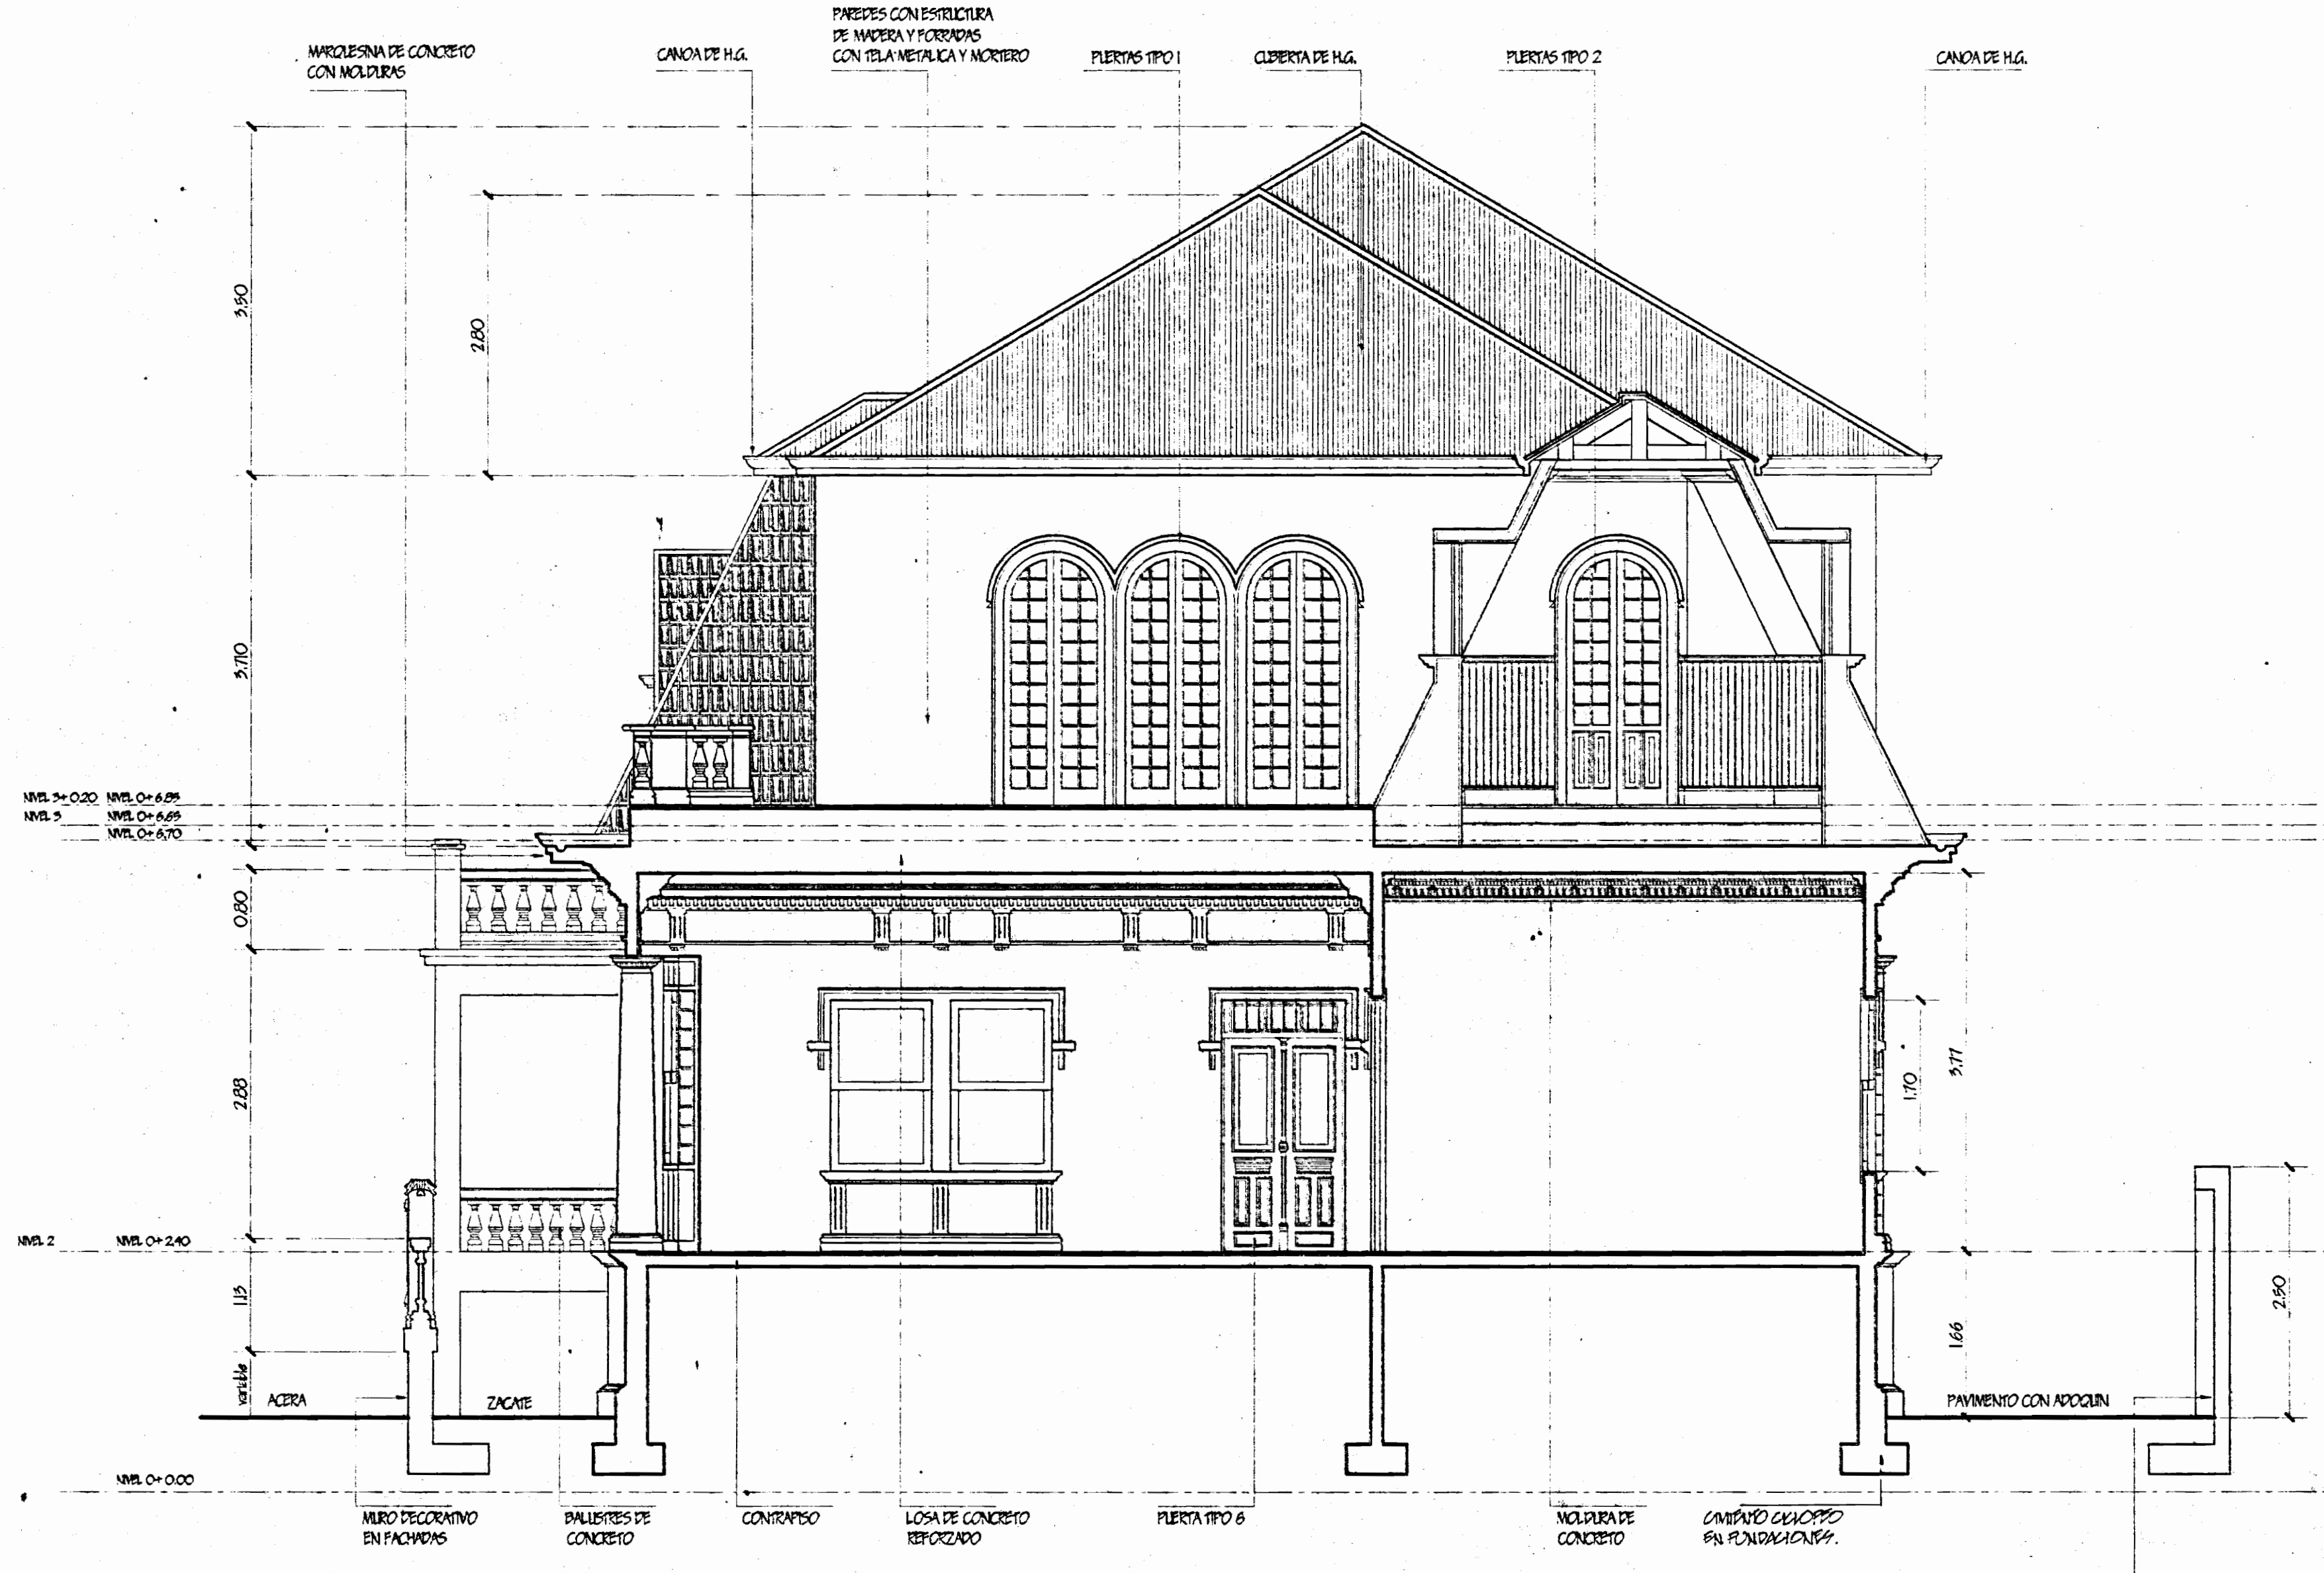 PAREDES CON ESTRUCTURA
DE MADERA Y FORRADAS
CON TELA METALICA Y MORTERO
MARQUESINA DE CONCRETO
CON MOLDURAS
CANOA DE H.G.
PUERTAS TIPO 1
CUBIERTA DE H.G.
PUERTAS TIPO 2
CANOA DE H.G.
3.50
2.80
3.710
NIVEL 3+0.20 NIVEL 0+6.85
NIVEL 3 NIVEL 0+6.65
NIVEL 0+6.70
0.80
2.88
1.70
3.77
NIVEL 2 NIVEL 0+2.40
1.13
2.50
1.66
variable
ACERA
ZACATE
PAVIMENTO CON ADOQUIN
NIVEL 0+0.00
MURO DECORATIVO
EN FACHADAS
BALUSTRES DE
CONCRETO
CONTRAPISO
LOSA DE CONCRETO
REFORZADO
PUERTA TIPO 6
MOLDURA DE
CONCRETO
CIMIENTO CICLOPEO
EN FUNDACIONES.